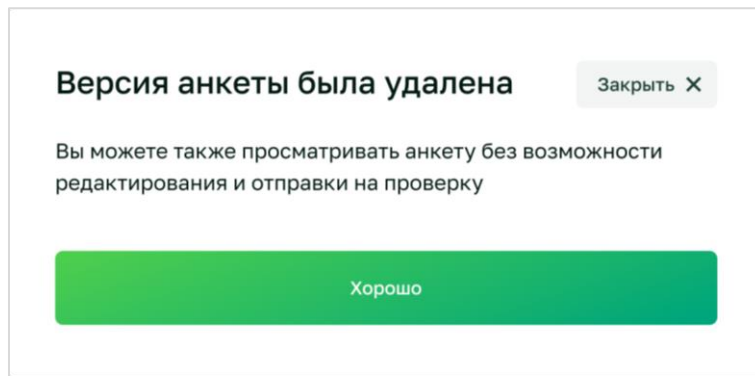 Версия анкеты была удалена
Закрыть ✕
Вы можете также просматривать анкету без возможности
редактирования и отправки на проверку
Хорошо